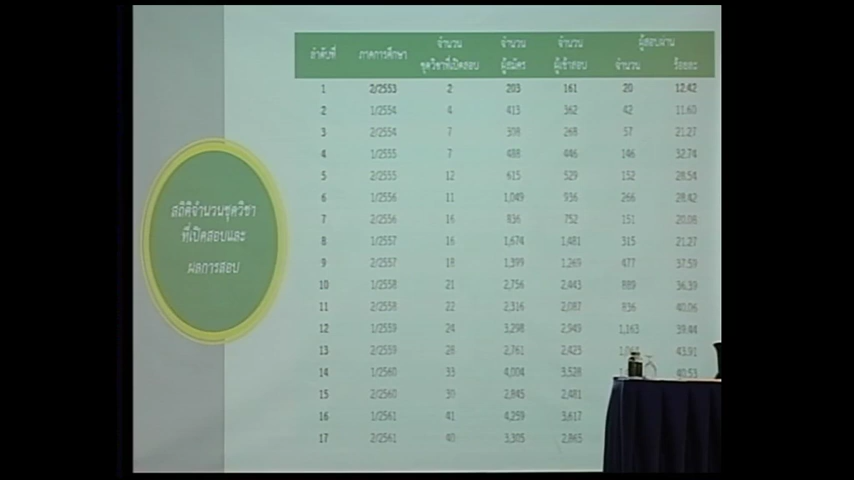 สถิติจำนวนชุดวิชา
ที่เปิดสอบและ
ผลการสอบ
ลำดับที่ ภาคการศึกษา จำนวนชุดวิชาที่เปิดสอบ จำนวนผู้สมัคร จำนวนผู้เข้าสอบ ผู้สอบผ่าน จำนวน ร้อยละ
1 2/2553 2 203 161 20 12.42
2 1/2554 4 413 362 42 11.60
3 2/2554 7 308 268 57 21.27
4 1/2555 7 488 446 146 32.74
5 2/2555 12 615 529 152 28.54
6 1/2556 11 1,049 936 266 28.42
7 2/2556 16 836 752 151 20.08
8 1/2557 16 1,674 1,481 315 21.27
9 2/2557 18 1,399 1,269 477 37.59
10 1/2558 21 2,756 2,443 889 36.39
11 2/2558 22 2,316 2,087 836 40.06
12 1/2559 24 3,298 2,949 1,163 39.44
13 2/2559 28 2,761 2,423 43.91
14 1/2560 33 4,004 3,528 40.53
15 2/2560 30 2,845 2,481
16 1/2561 41 4,259 3,617
17 2/2561 40 3,305 2,865